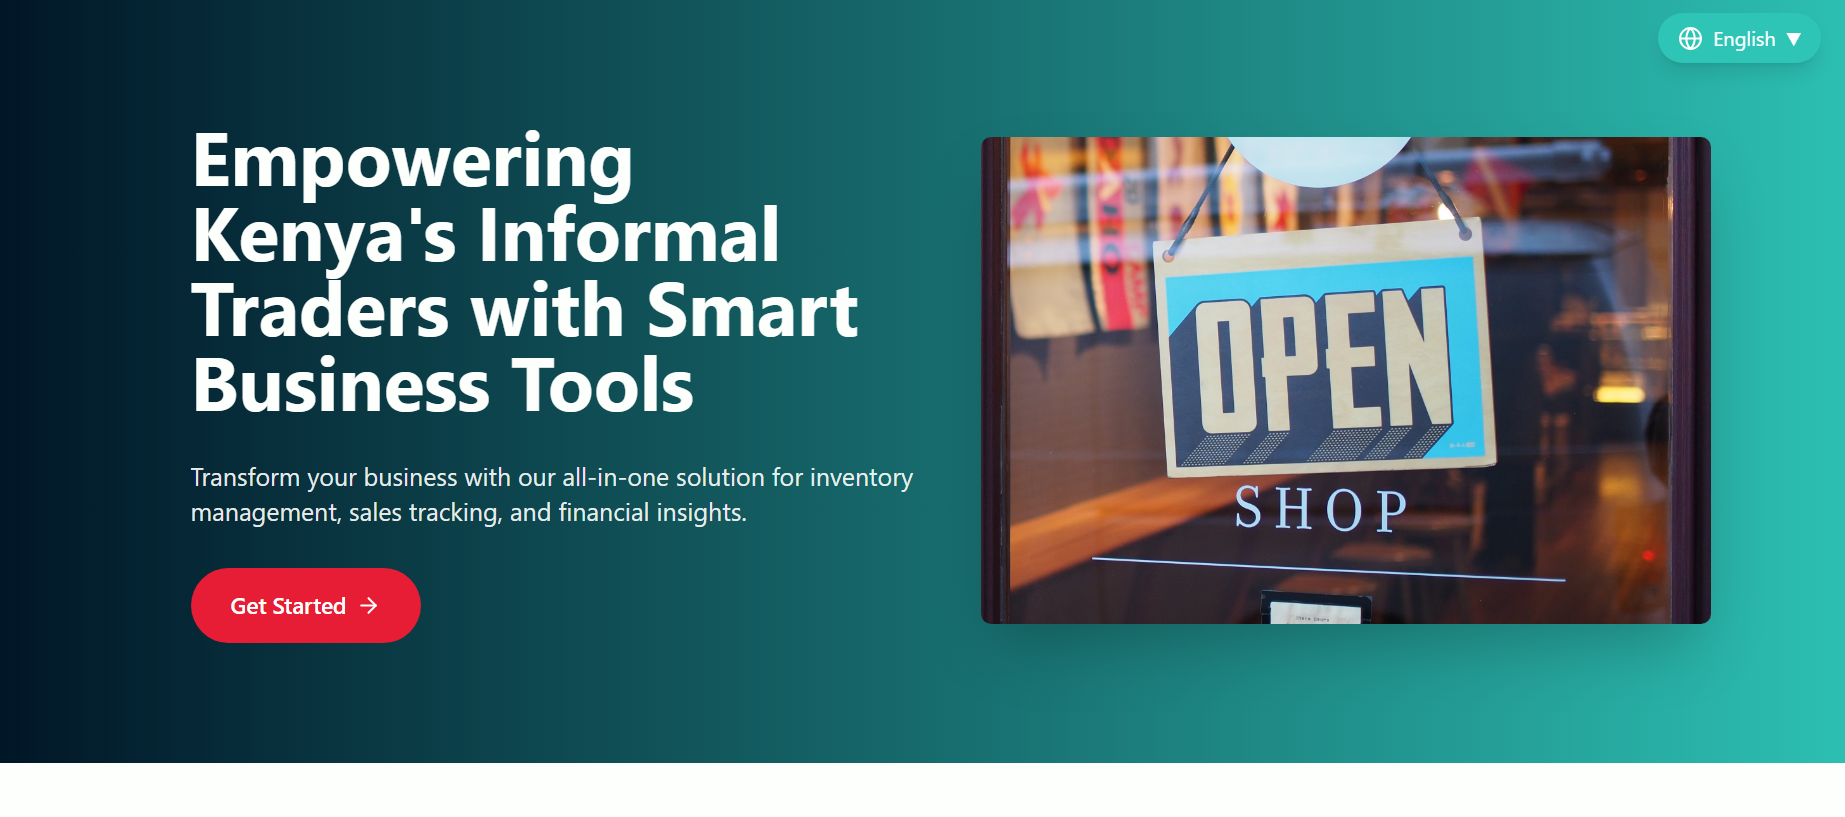 English ▼
Empowering
Kenya's Informal
Traders with Smart
Business Tools
Transform your business with our all-in-one solution for inventory
management, sales tracking, and financial insights.
Get Started →
OPEN
SHOP